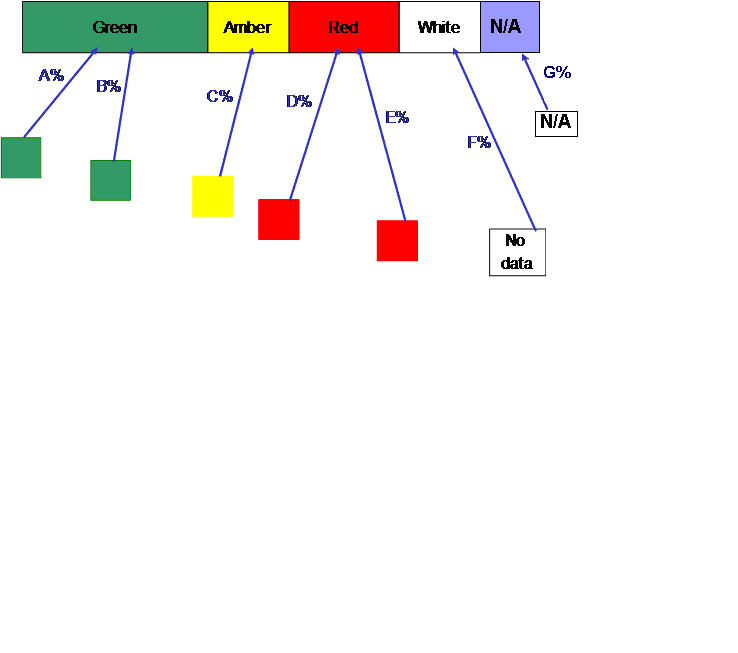 Green Amber Red White N/A
A% B% C% D% E% F% G%
N/A
No
data